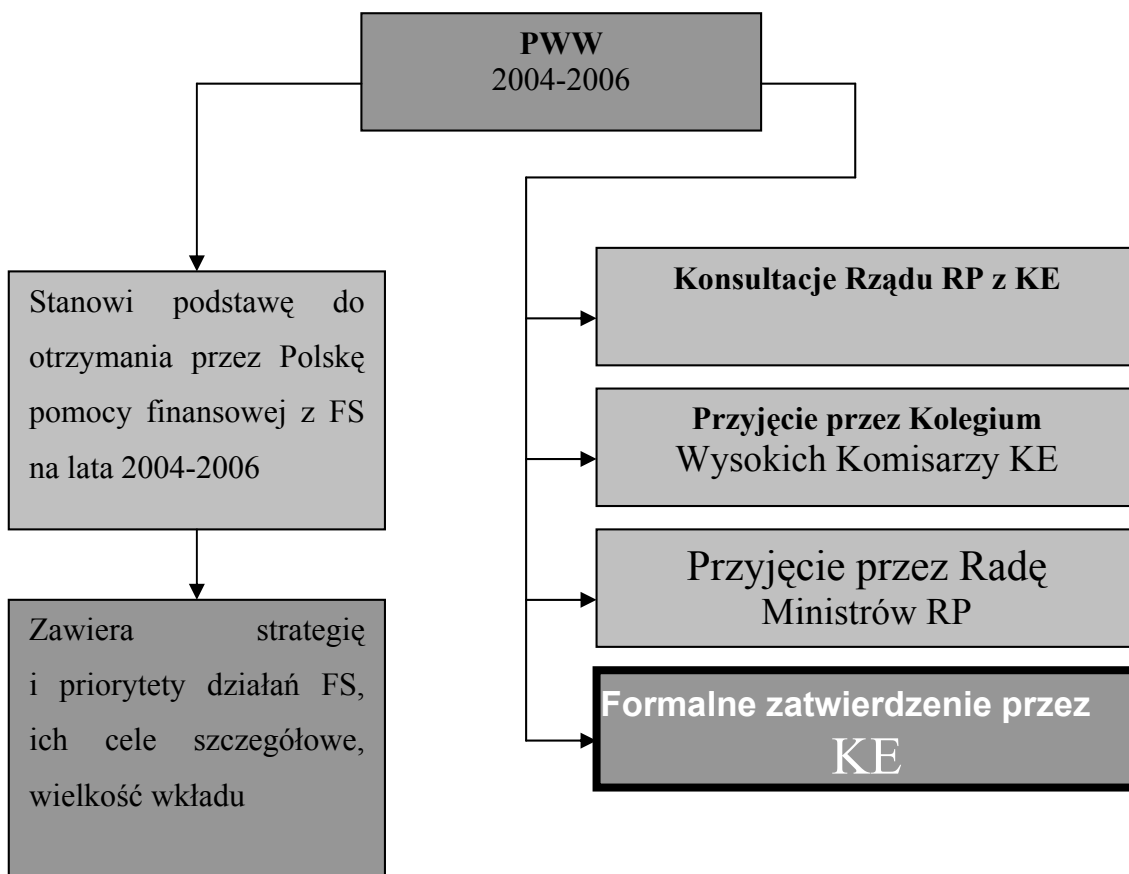 PWW
2004-2006
Stanowi podstawę do
otrzymania przez Polskę
pomocy finansowej z FS
na lata 2004-2006
Zawiera strategię
i priorytety działań FS,
ich cele szczegółowe,
wielkość wkładu
Konsultacje Rządu RP z KE
Przyjęcie przez Kolegium
Wysokich Komisarzy KE
Przyjęcie przez Radę
Ministrów RP
Formalne zatwierdzenie przez
KE